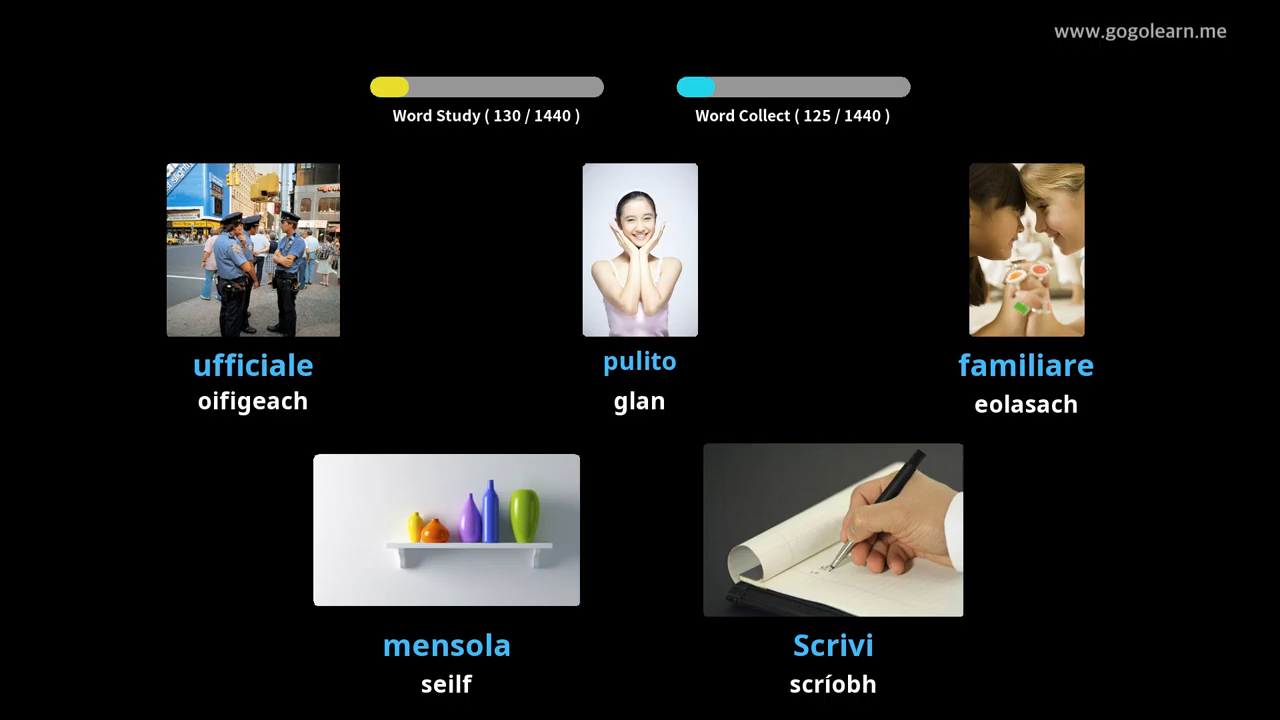 www.gogolearn.me
Word Study ( 130 / 1440 )
Word Collect ( 125 / 1440 )
ufficiale
oifigeach
pulito
glan
familiare
eolasach
mensola
seilf
Scrivi
scríobh